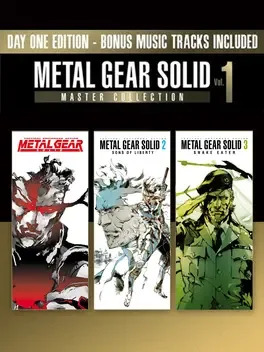 DAY ONE EDITION - BONUS MUSIC TRACKS INCLUDED
METAL GEAR SOLID Vol. 1
MASTER COLLECTION
METAL GEAR
METAL GEAR SOLID 2
SONS OF LIBERTY
METAL GEAR SOLID 3
SNAKE EATER